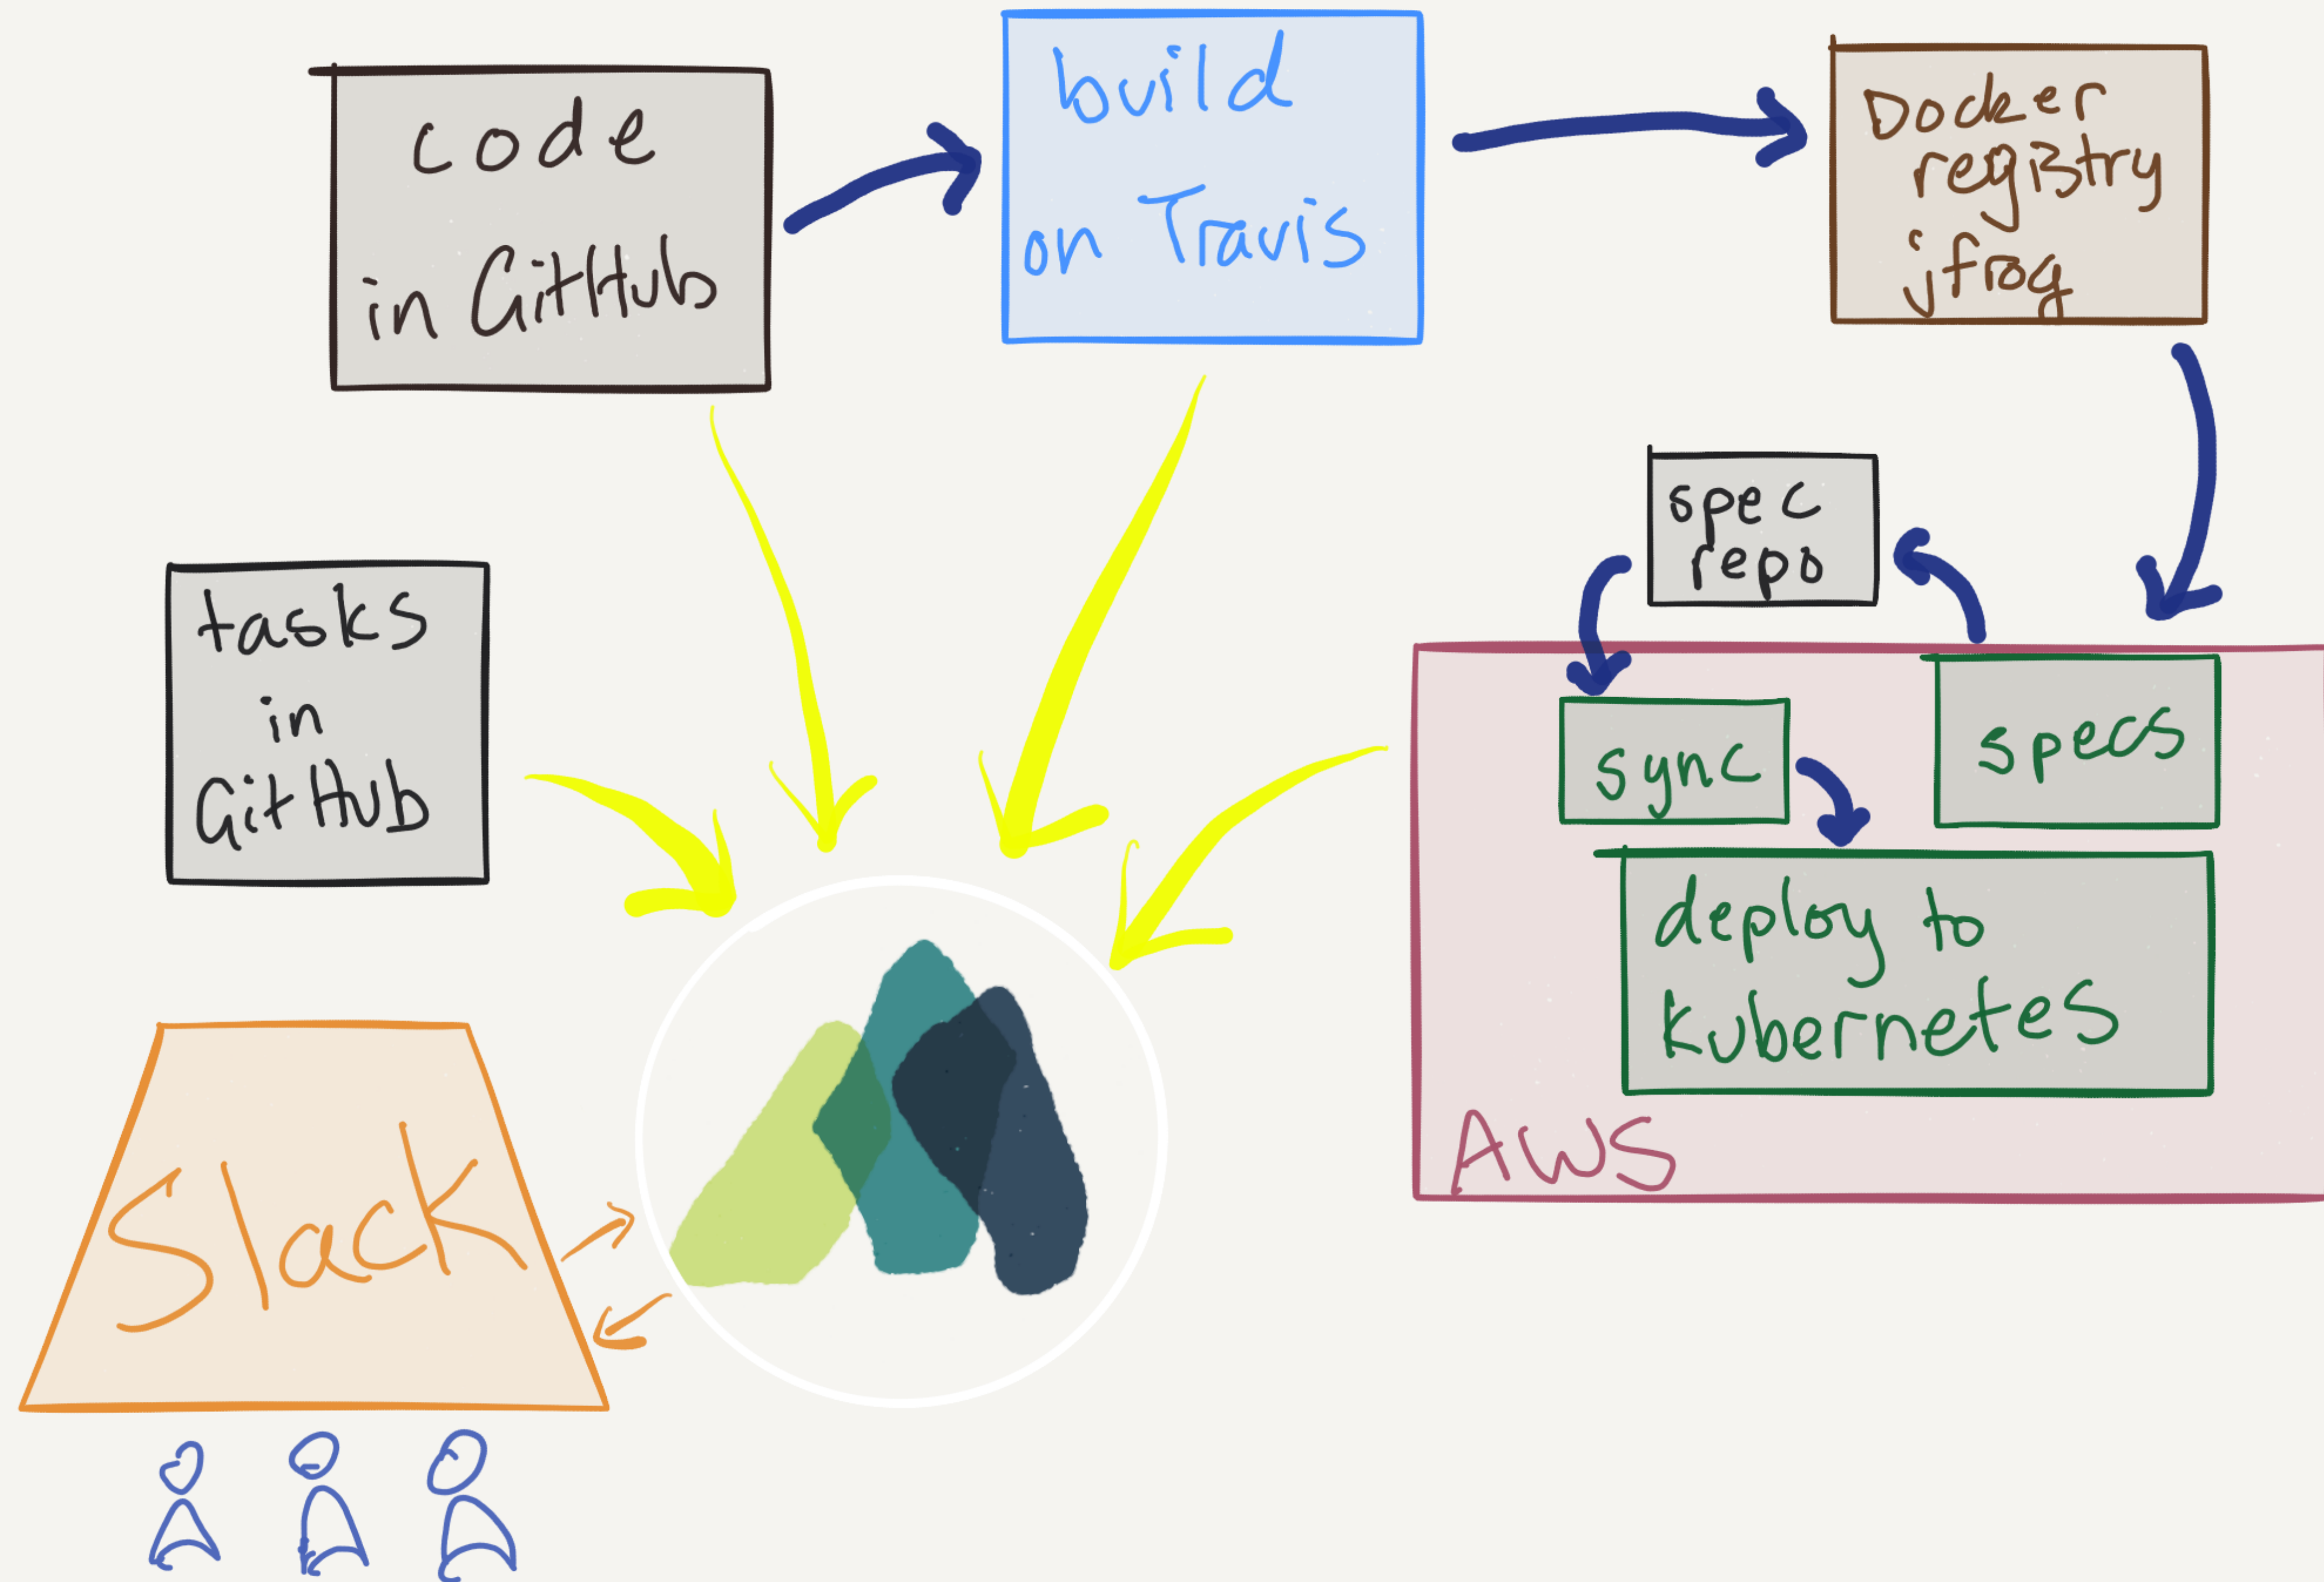 code
in GitHub
build
on Travis
Docker
registry
jfrog
spec
repo
tasks
in
GitHub
sync
specs
deploy to
Kubernetes
AWS
Slack